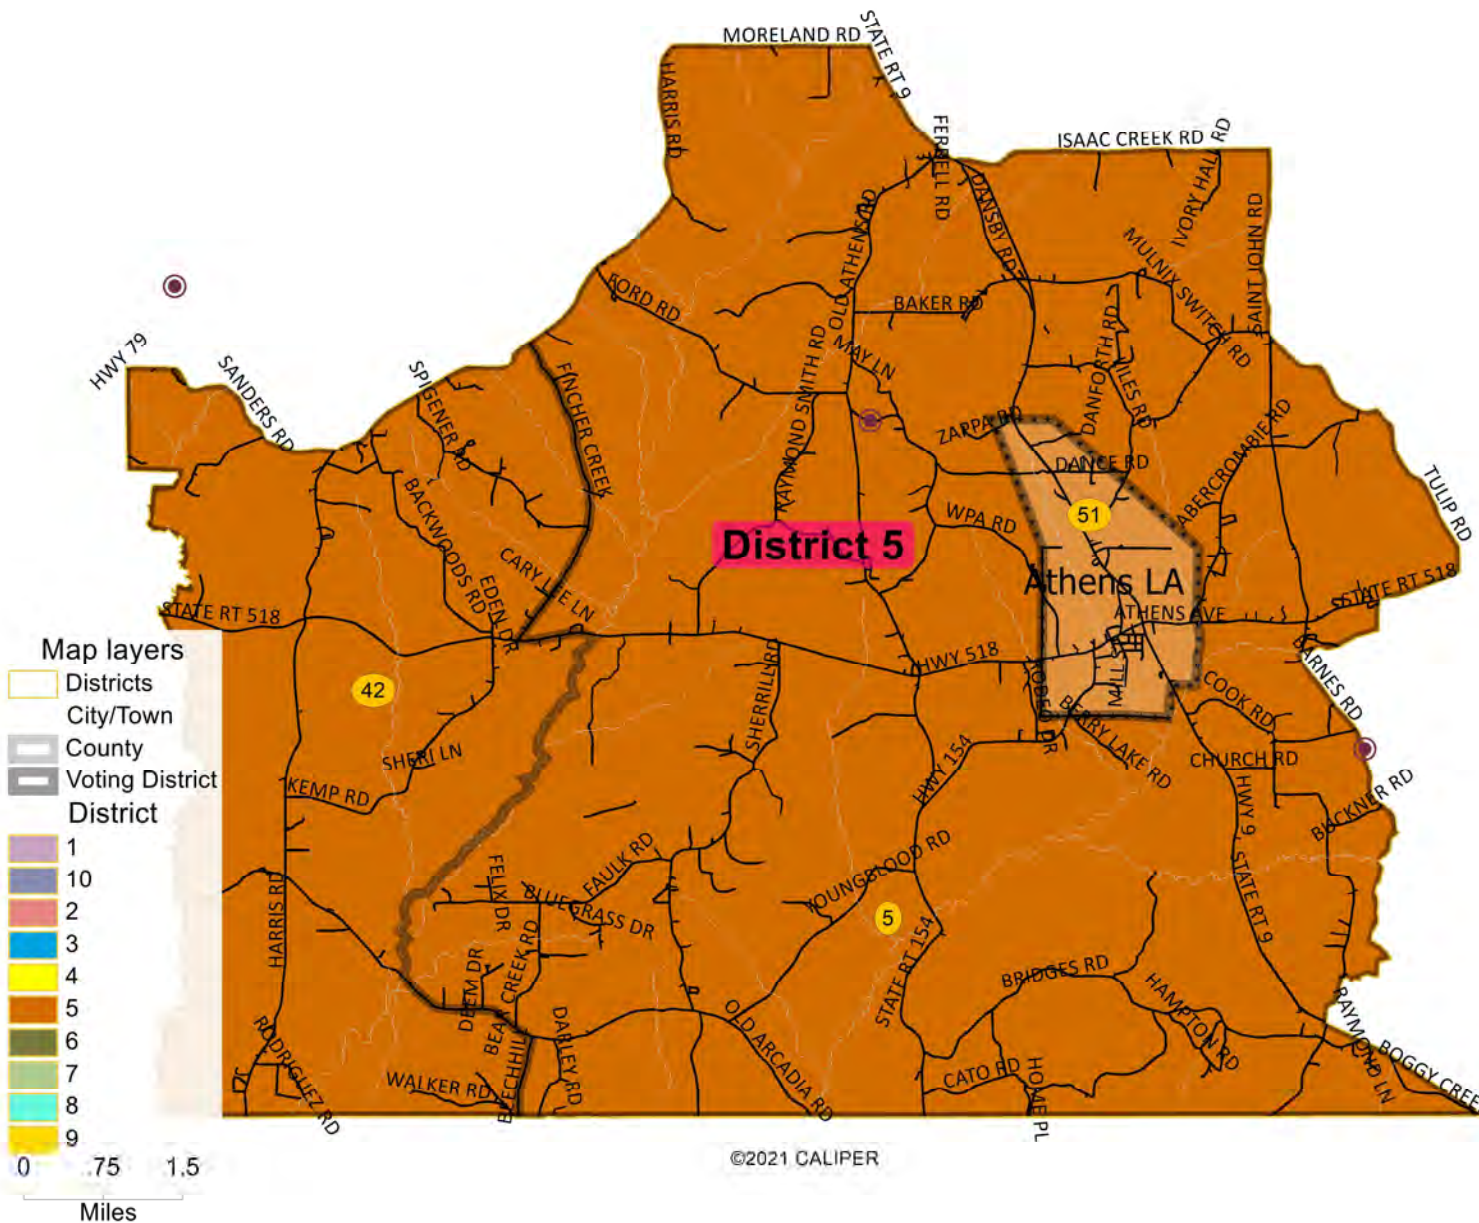 MORELAND RD
STATE RT 9
HARRIS RD
FERRELL RD
ISAAC CREEK RD
IVORY HALL RD
DANSBY RD
OLD ATHENS RD
MULNIX SWITCH RD
SAINT JOHN RD
FORD RD
BAKER RD
HWY 79
SANDERS RD
SPIGENER RD
FINCHER CREEK
RAYMOND SMITH RD
MAY LN
DANFORTH RD
MILES RD
ZAPPA RD
DANCE RD
ABERCROMBIE RD
TULIP RD
BACKWOODS RD
WPA RD
51
District 5
CARY LEE LN
EDEN DR
Athens LA
STATE RT 518
ATHENS AVE
STATE RT 518
HWY 518
BARNES RD
Map layers
Districts
City/Town
County
Voting District
District
1
10
2
3
4
5
6
7
8
9
0 .75 1.5
Miles
42
SHERRILL RD
COOK RD
BERRY LAKE RD
SHERI LN
KEMP RD
HWY 154
CHURCH RD
HWY 9
BUCKNER RD
FAULK RD
YOUNGBLOOD RD
FELIX DR
BLUEGRASS DR
5
HARRIS RD
STATE RT 154
STATE RT 9
BRIDGES RD
CREEK RD
HAMPTON RD
OLD ARCADIA RD
DARLEY RD
RODRIGUEZ RD
WALKER RD
BEECHHILL
CATO RD
HOME PL
RAYMOND LN
BOGGY CREE
©2021 CALIPER